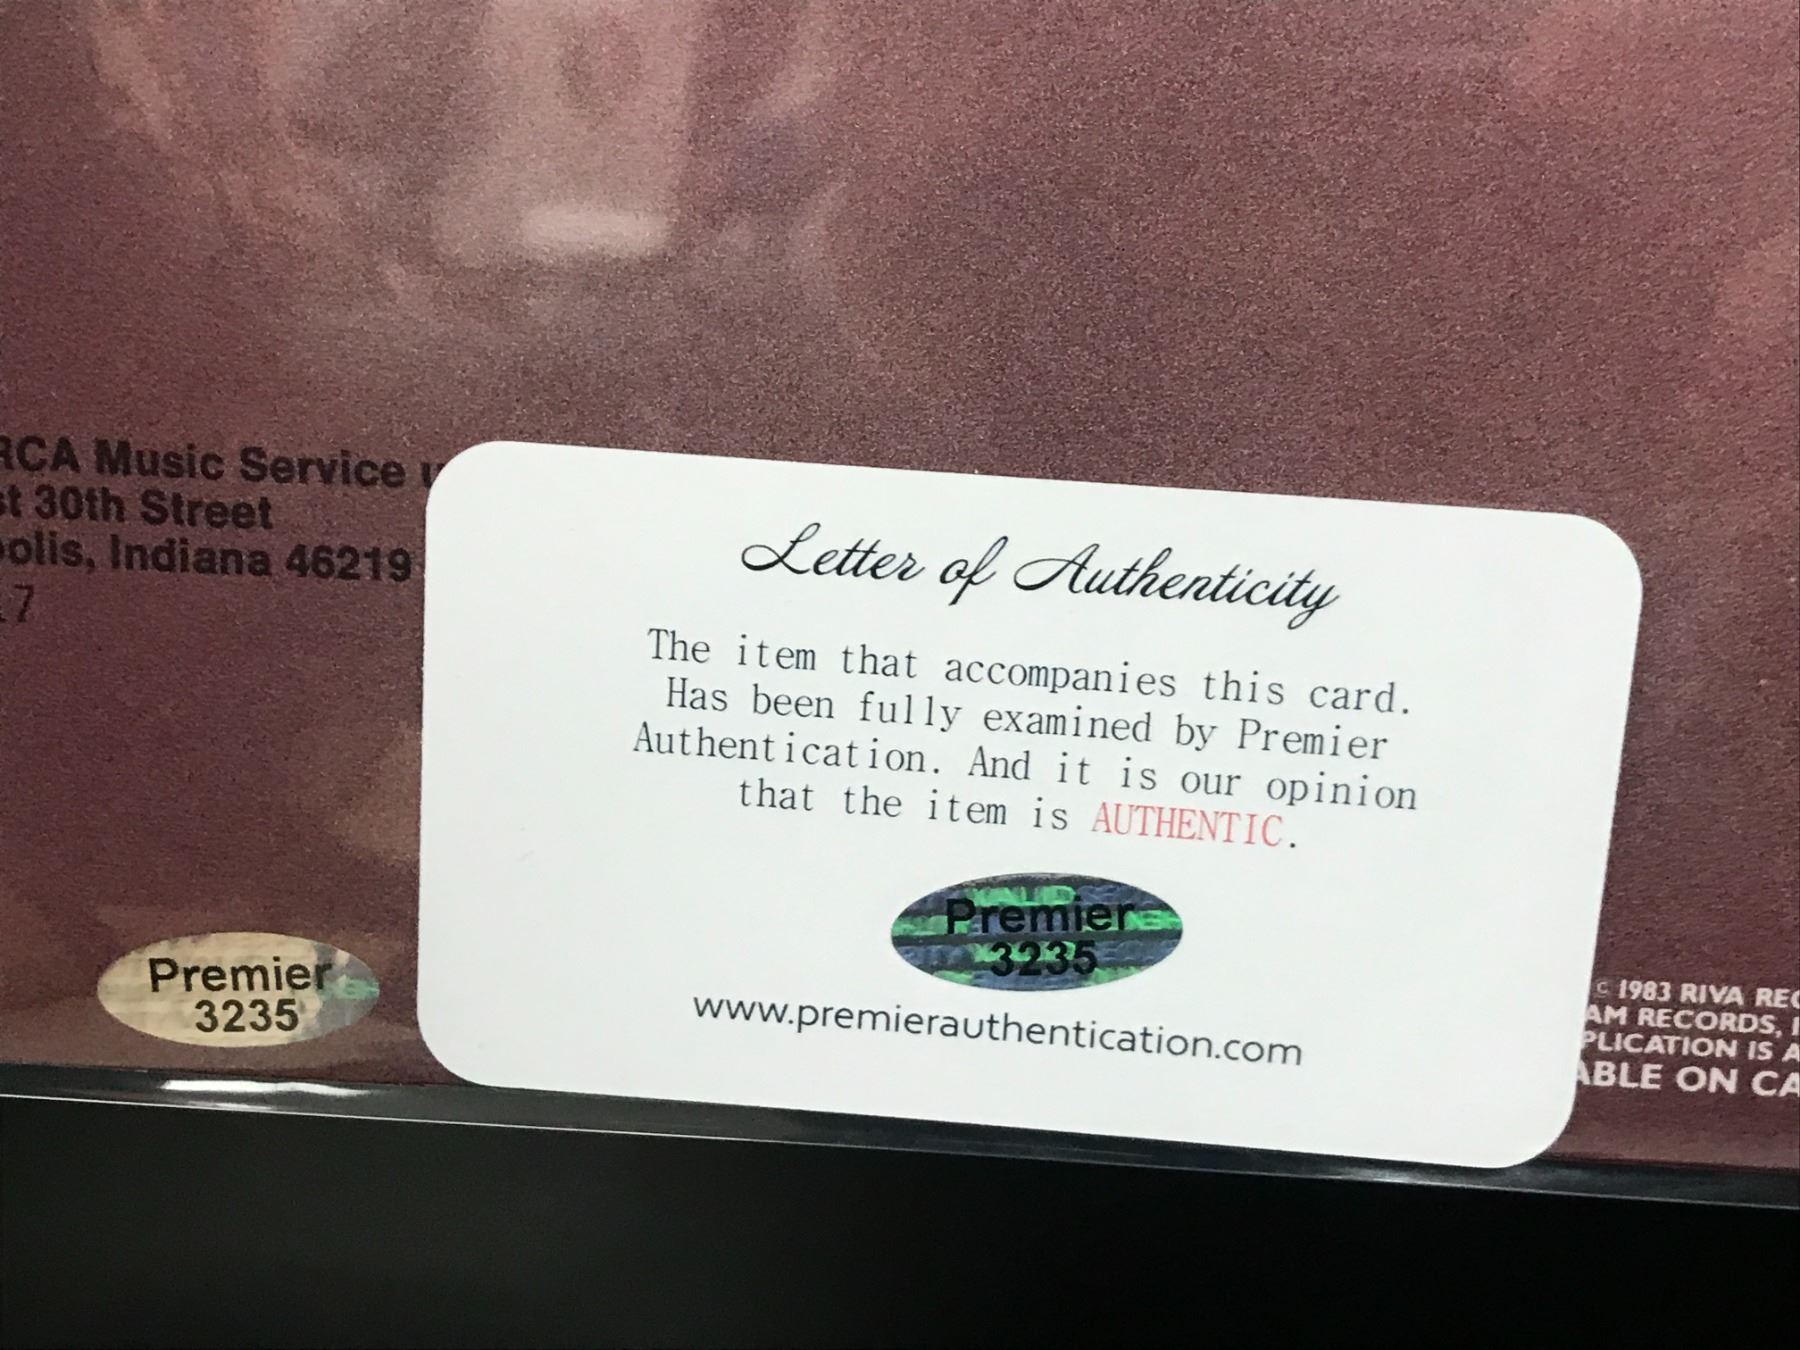 RCA Music Service
st 30th Street
olis, Indiana 46219
7
Letter of Authenticity
The item that accompanies this card.
Has been fully examined by Premier
Authentication. And it is our opinion
that the item is AUTHENTIC.
Premier
3235
www.premierauthentication.com
Premier
3235
© 1983 RIVA REC
AM RECORDS, I
PLICATION IS A
ABLE ON CA